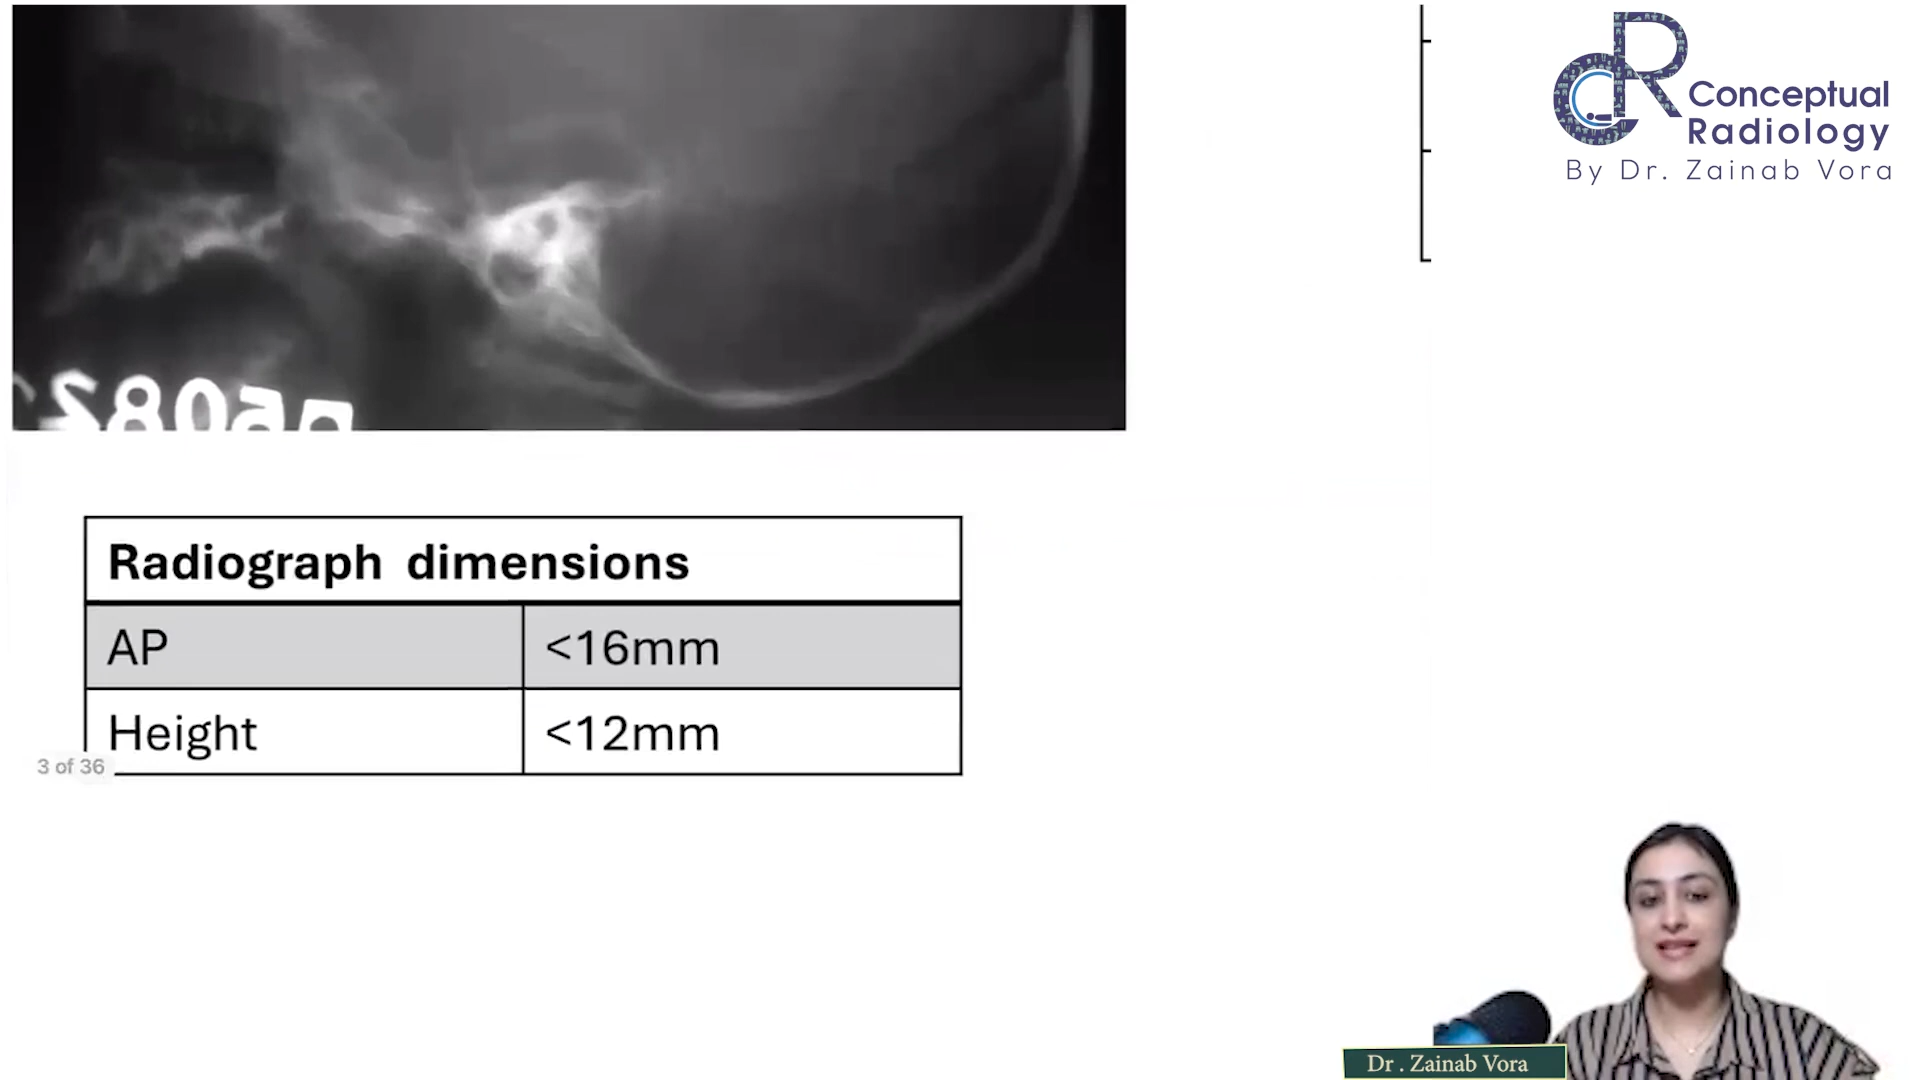 Conceptual
Radiology
By Dr. Zainab Vora
Radiograph dimensions
AP <16mm
Height <12mm
3 of 36
Dr . Zainab Vora